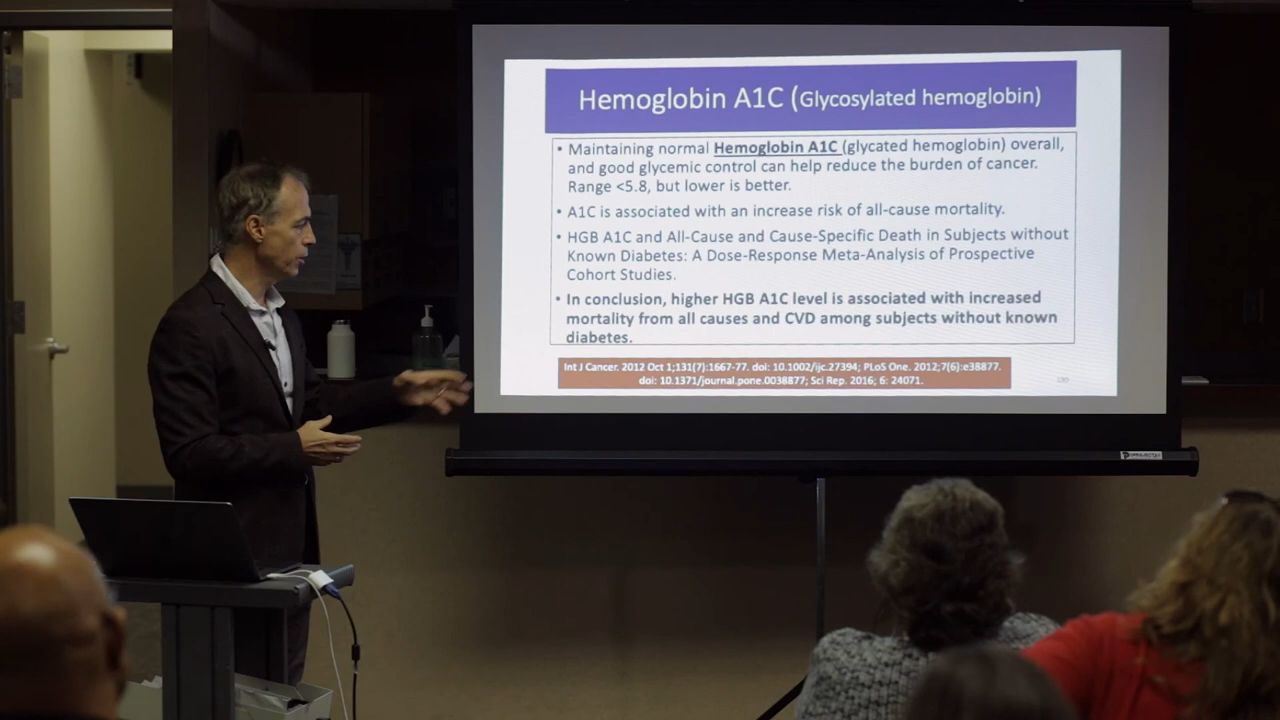 Hemoglobin A1C (Glycosylated hemoglobin)
• Maintaining normal Hemoglobin A1C (glycated hemoglobin) overall,
and good glycemic control can help reduce the burden of cancer.
Range <5.8, but lower is better.
• A1C is associated with an increase risk of all-cause mortality.
• HGB A1C and All-Cause and Cause-Specific Death in Subjects without
Known Diabetes: A Dose-Response Meta-Analysis of Prospective
Cohort Studies.
• In conclusion, higher HGB A1C level is associated with increased
mortality from all causes and CVD among subjects without known
diabetes.
Int J Cancer. 2012 Oct 1;131(7):1667-77. doi: 10.1002/ijc.27394; PLoS One. 2012;7(6):e38877.
doi: 10.1371/journal.pone.0038877; Sci Rep. 2016; 6: 24071.